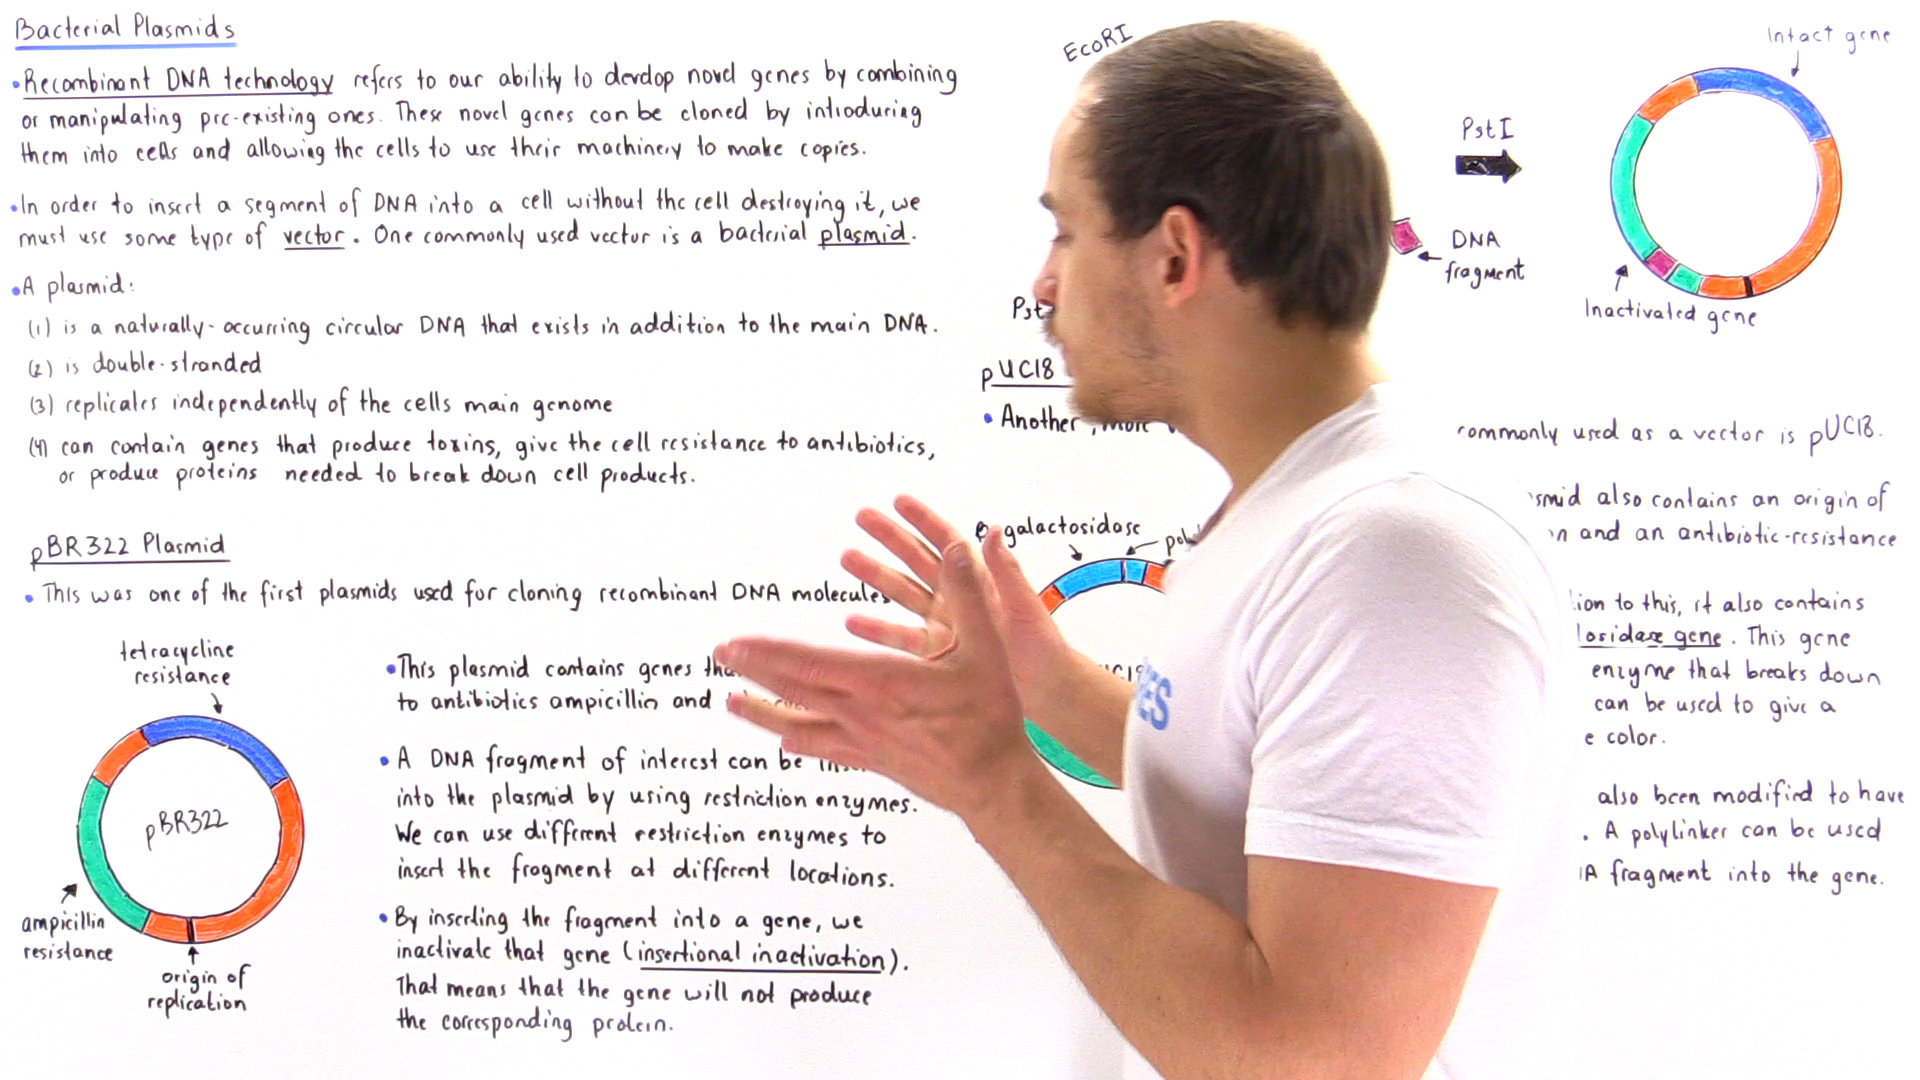 Bacterial Plasmids
•Recombinant DNA technology refers to our ability to develop novel genes by combining
or manipulating pre-existing ones. These novel genes can be cloned by introducing
them into cells and allowing the cells to use their machinery to make copies.
•In order to insert a segment of DNA into a cell without the cell destroying it, we
must use some type of vector. One commonly used vector is a bacterial plasmid.
•A plasmid:
(1) is a naturally-occurring circular DNA that exists in addition to the main DNA.
(2) is double-stranded
(3) replicates independently of the cells main genome
(4) can contain genes that produce toxins, give the cell resistance to antibiotics,
or produce proteins needed to break down cell products.
pBR322 Plasmid
• This was one of the first plasmids used for cloning recombinant DNA molecules
tetracycline
resistance
pBR322
ampicillin
resistance
origin of
replication
•This plasmid contains genes
to antibiotics ampicillin and
• A DNA fragment of interest can be
into the plasmid by using restriction enzymes.
We can use different restriction enzymes to
insert the fragment at different locations.
• By inserting the fragment into a gene, we
inactivate that gene (insertional inactivation).
That means that the gene will not produce
the corresponding protein.
EcoRI
PstI
DNA
fragment
Intact gene
Inactivated gene
pUC18
• Another, more
commonly used as a vector is pUC18.
galactosidase
also contains an origin of
and an antibiotic-resistance
to this, it also contains
gene. This gene
enzyme that breaks down
can be used to give a
color.
also been modified to have
. A polylinker can be used
fragment into the gene.